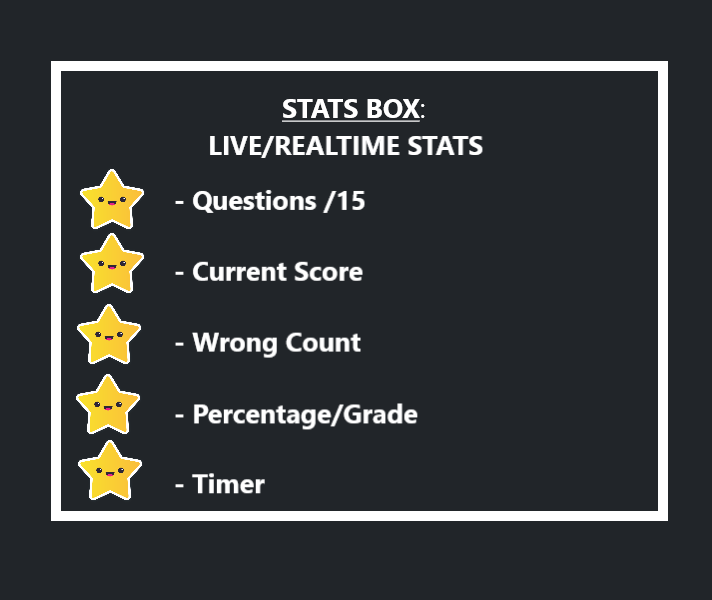 STATS BOX:
LIVE/REALTIME STATS
- Questions /15
- Current Score
- Wrong Count
- Percentage/Grade
- Timer